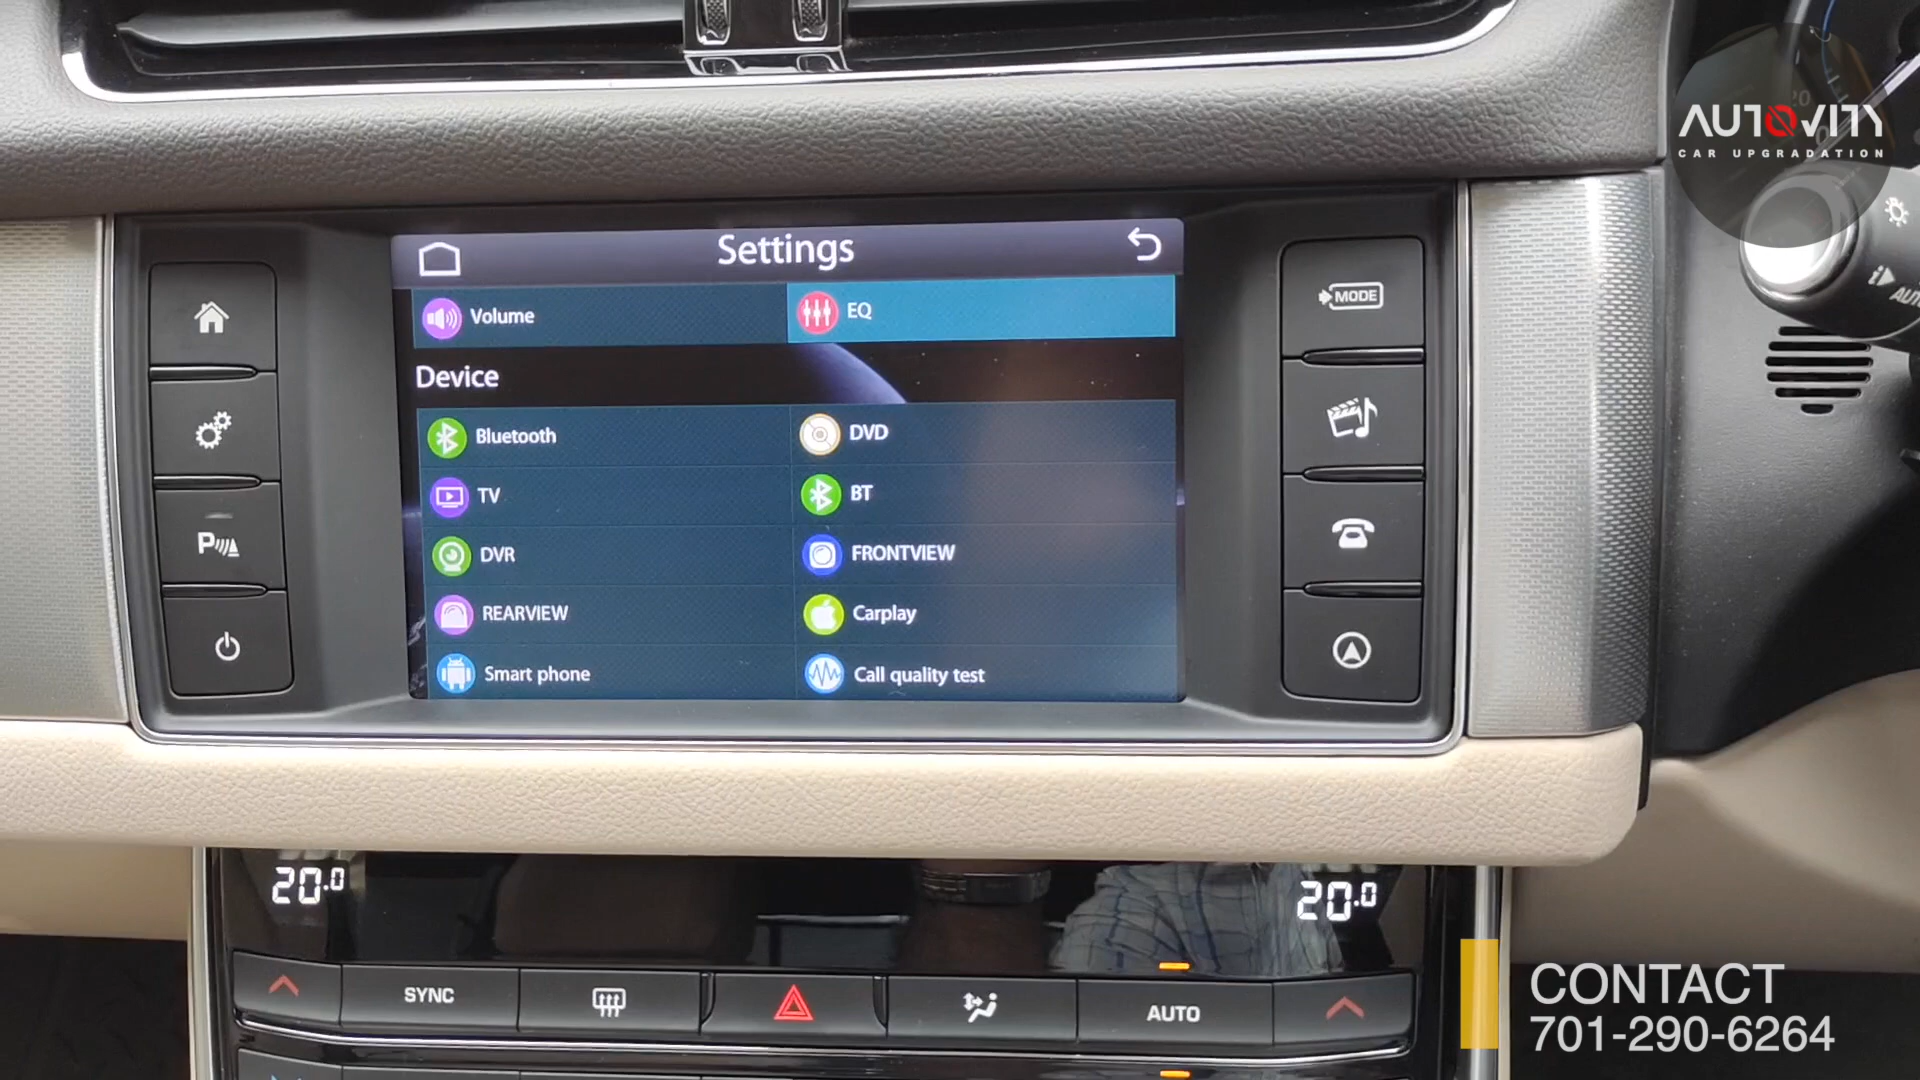 AUTOVITY
CAR UPGRADATION
Settings
Volume
EQ
Device
Bluetooth
DVD
TV
BT
DVR
FRONTVIEW
REARVIEW
Carplay
Smart phone
Call quality test
MODE
P
20.0
20.0
SYNC
AUTO
CONTACT
701-290-6264